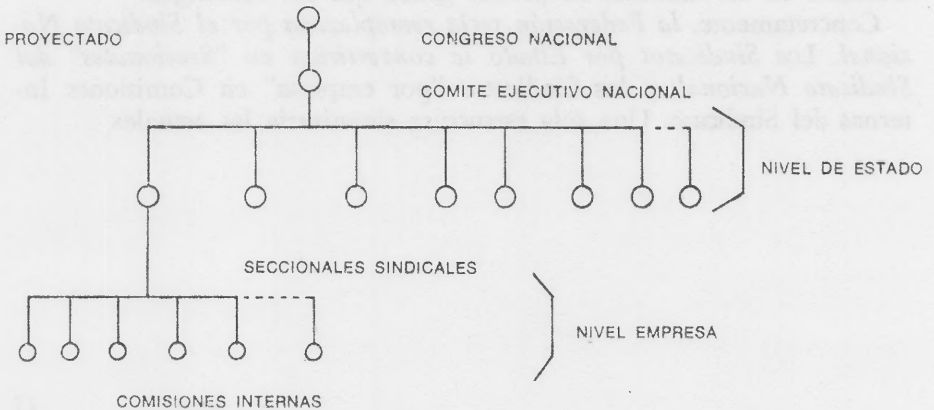 PROYECTADO
CONGRESO NACIONAL
COMITE EJECUTIVO NACIONAL
NIVEL DE ESTADO
SECCIONALES SINDICALES
NIVEL EMPRESA
COMISIONES INTERNAS